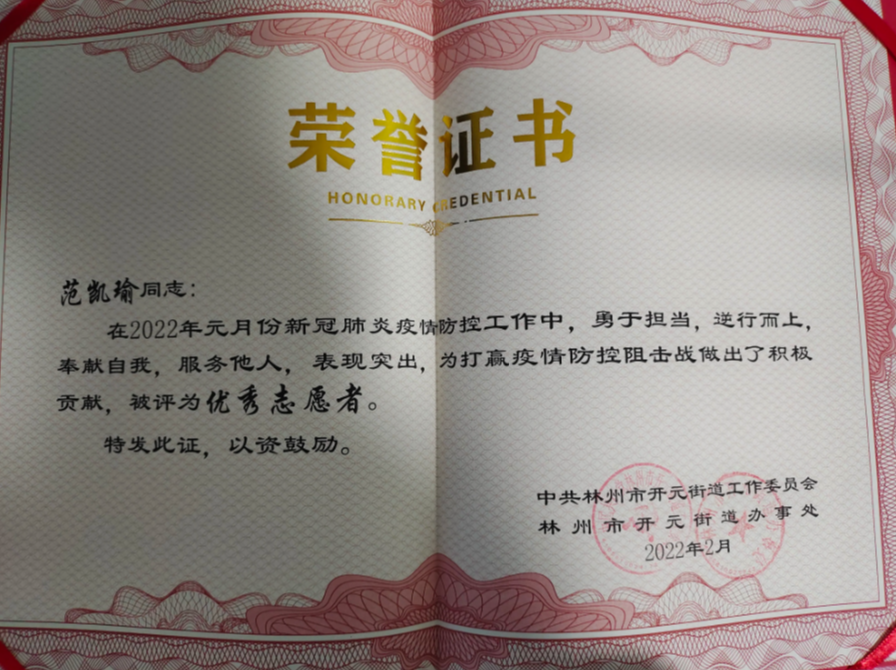 荣誉证书
HONORARY CREDENTIAL
范凯瑜同志：
在2022年元月份新冠肺炎疫情防控工作中，勇于担当，逆行而上，
奉献自我，服务他人，表现突出，为打赢疫情防控阻击战做出了积极
贡献，被评为优秀志愿者。
特发此证，以资鼓励。
中共林州市开元街道工作委员会
林州市开元街道办事处
2022年2月